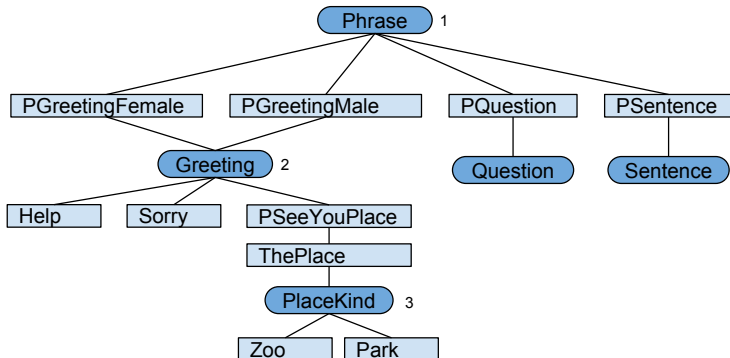 Phrase 1
PGreetingFemale PGreetingMale PQuestion PSentence
Greeting 2 Question Sentence
Help Sorry PSeeYouPlace
ThePlace
PlaceKind 3
Zoo Park